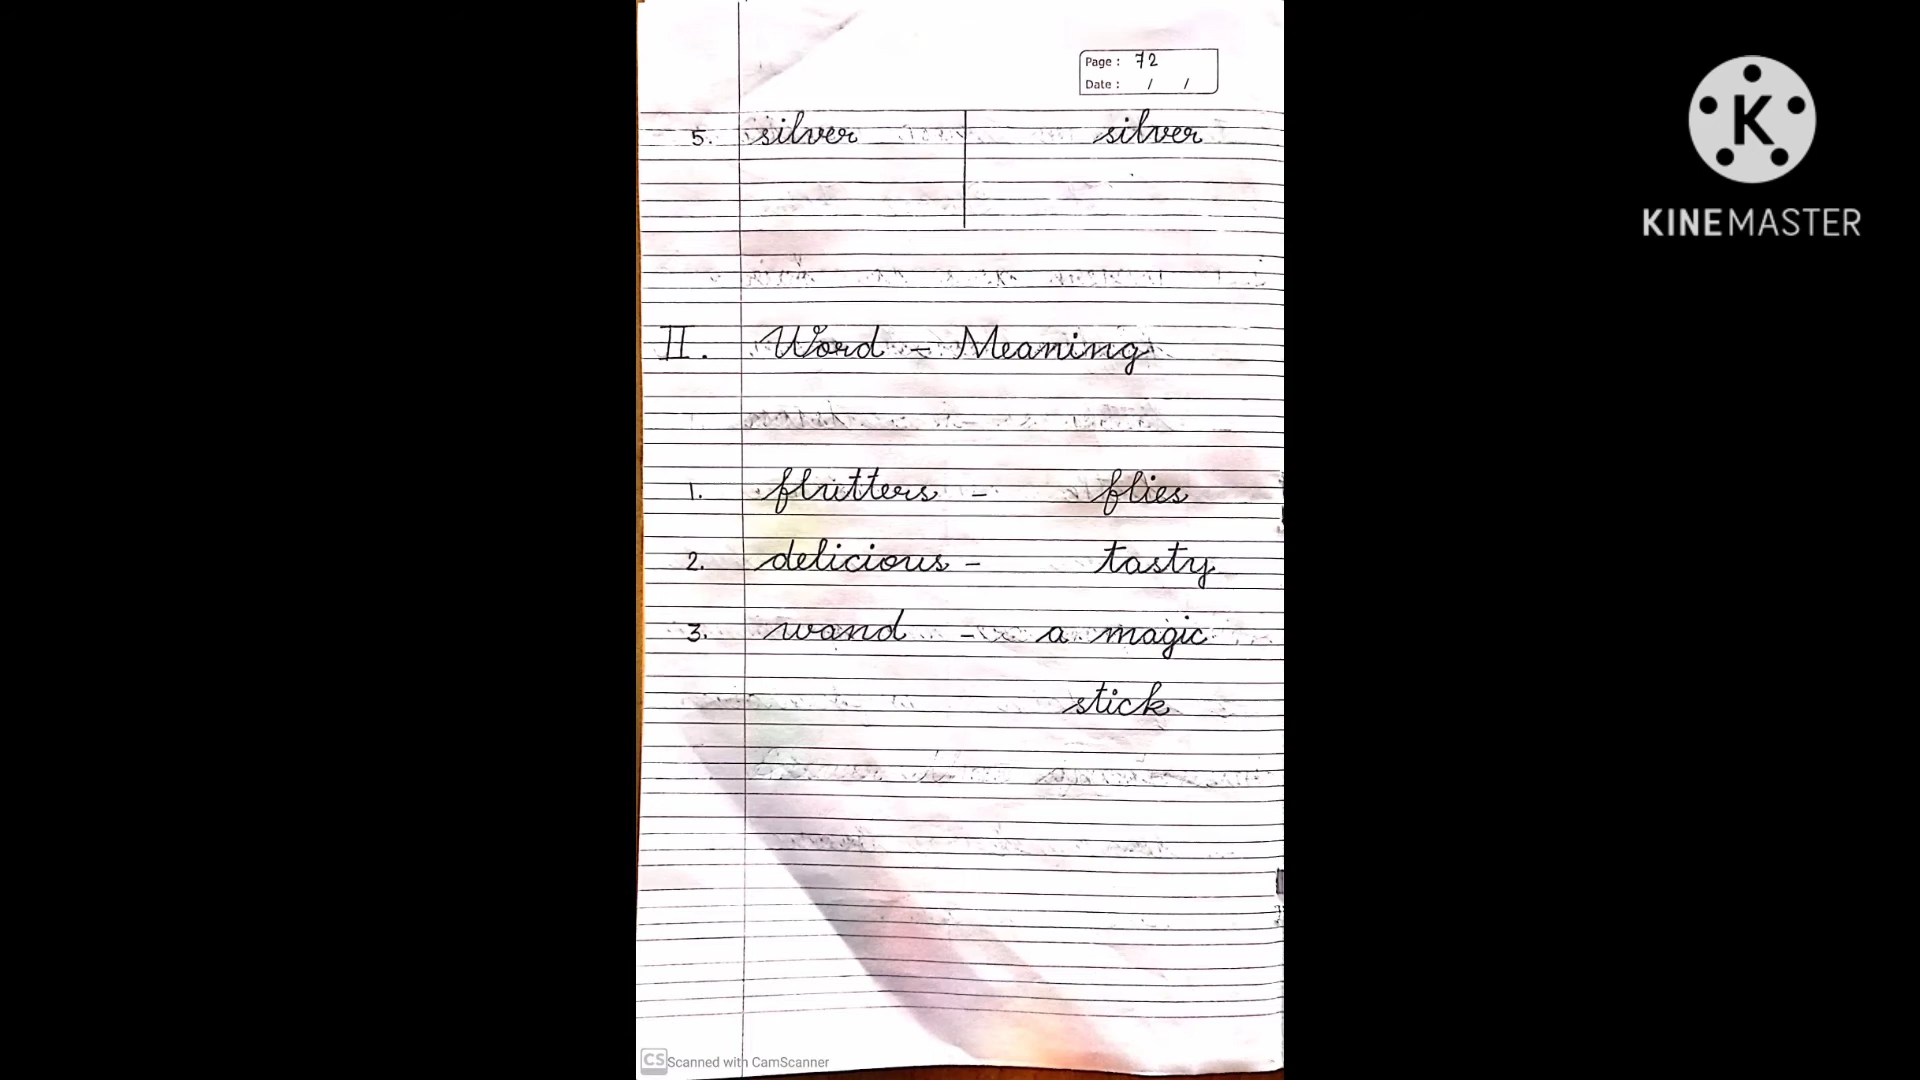 Page : 72
Date : / /
5. silver silver
II. Word - Meaning
1. flutters - flies
2. delicious - tasty
3. wand - a magic
stick
CS Scanned with CamScanner
K
KINEMASTER